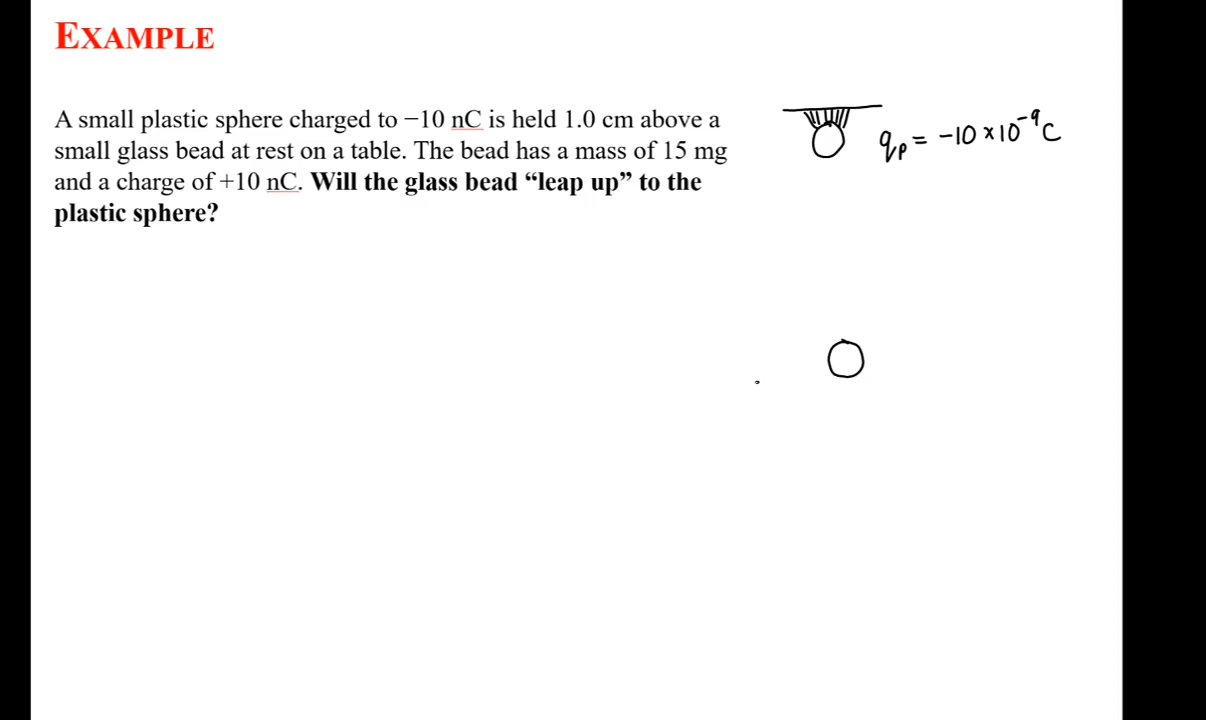 EXAMPLE
A small plastic sphere charged to −10 nC is held 1.0 cm above a
small glass bead at rest on a table. The bead has a mass of 15 mg
and a charge of +10 nC. Will the glass bead “leap up” to the
plastic sphere?
qp = -10 × 10⁻⁹ C